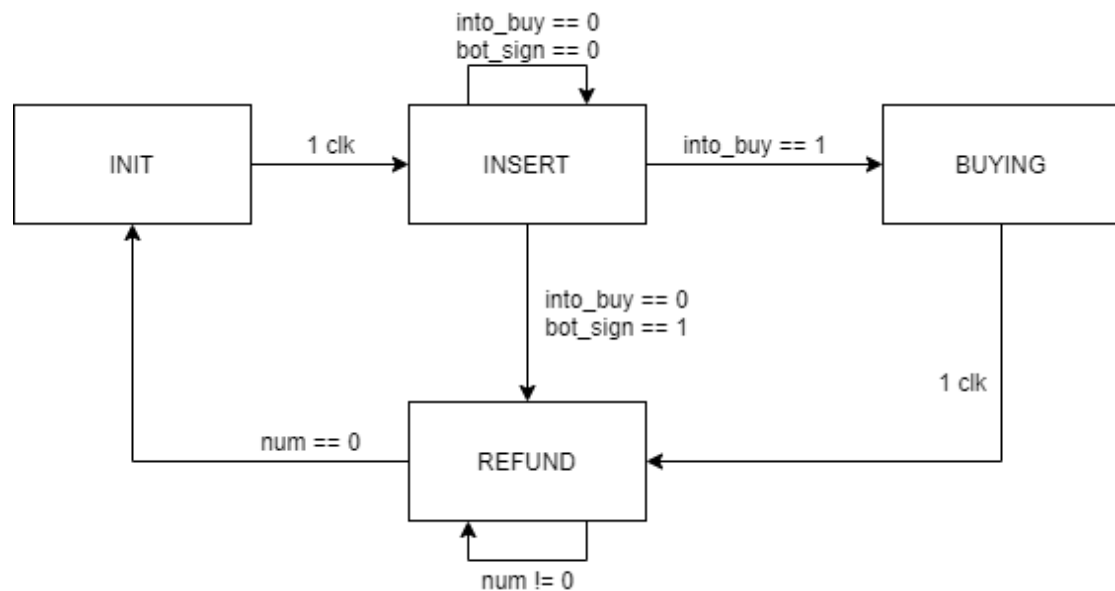 into_buy == 0
bot_sign == 0
INIT
1 clk
INSERT
into_buy == 1
BUYING
into_buy == 0
bot_sign == 1
1 clk
num == 0
REFUND
num != 0